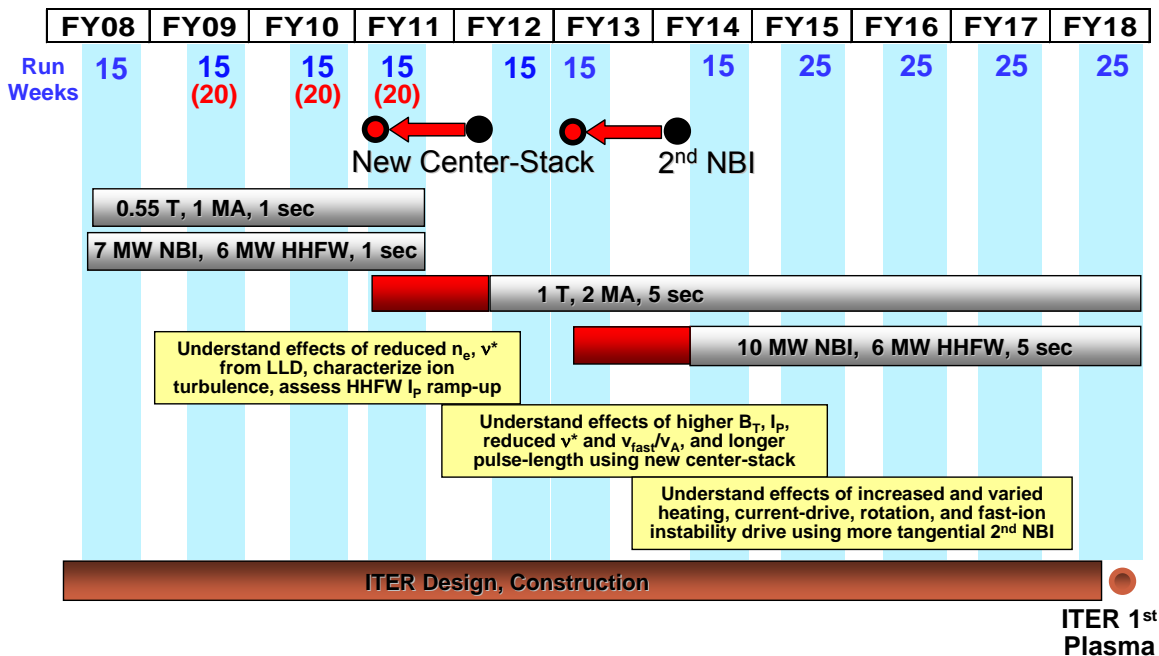 FY08 FY09 FY10 FY11 FY12 FY13 FY14 FY15 FY16 FY17 FY18
Run
Weeks
15 15 15 15 15 15 15 25 25 25 25
(20) (20) (20)
New Center-Stack
2nd NBI
0.55 T, 1 MA, 1 sec
7 MW NBI, 6 MW HHFW, 1 sec
1 T, 2 MA, 5 sec
10 MW NBI, 6 MW HHFW, 5 sec
Understand effects of reduced ne, ν*
from LLD, characterize ion
turbulence, assess HHFW IP ramp-up
Understand effects of higher BT, IP,
reduced ν* and vfast/vA, and longer
pulse-length using new center-stack
Understand effects of increased and varied
heating, current-drive, rotation, and fast-ion
instability drive using more tangential 2nd NBI
ITER Design, Construction
ITER 1st
Plasma